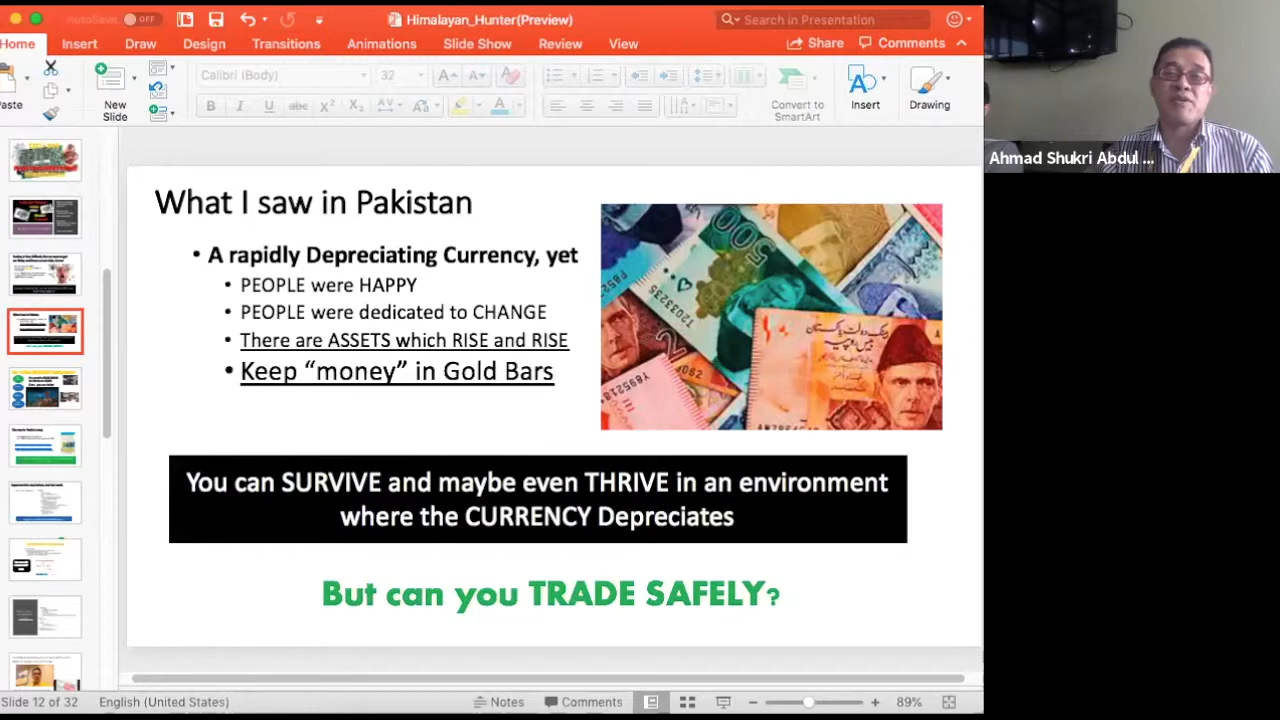 AutoSave OFF
Himalayan_Hunter(Preview)
Search in Presentation
Home Insert Draw Design Transitions Animations Slide Show Review View
Share Comments
Paste
New
Slide
Calibri (Body) 32
Convert to
SmartArt
Insert
Drawing
Ahmad Shukri Abdul ...
What I saw in Pakistan
• A rapidly Depreciating Currency, yet
• PEOPLE were HAPPY
• PEOPLE were dedicated to CHANGE
• There are ASSETS which RISE and RISE
• Keep “money” in Gold Bars
5000
2033235
You can SURVIVE and maybe even THRIVE in an environment
where the CURRENCY Depreciates
But can you TRADE SAFELY?
Slide 12 of 32 English (United States) Notes Comments 89%